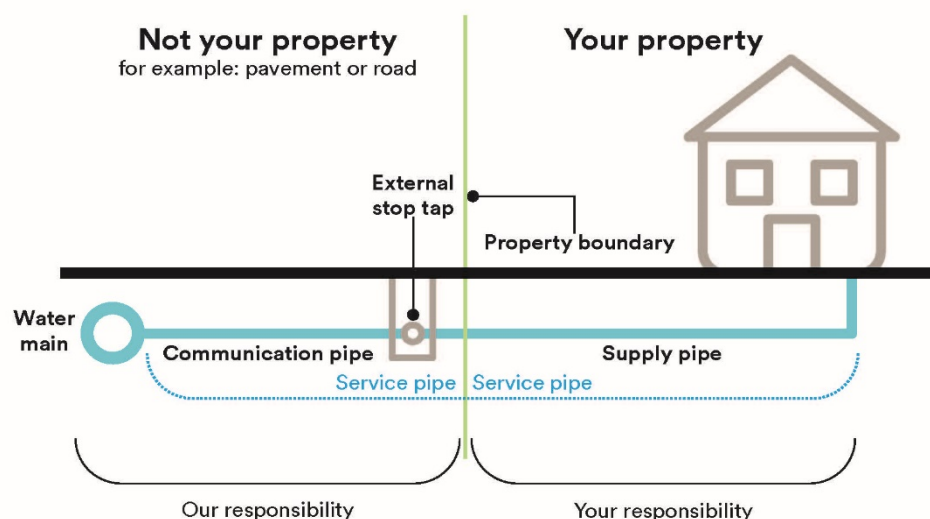 Not your property
for example: pavement or road
Your property
External
stop tap
Property boundary
Water
main
Communication pipe
Supply pipe
Service pipe
Service pipe
Our responsibility
Your responsibility